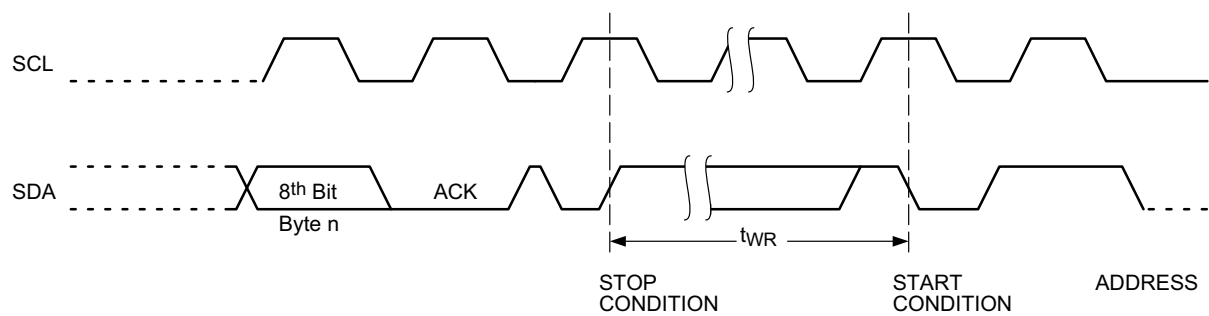 SCL
SDA
8th Bit
ACK
Byte n
tWR
STOP
CONDITION
START
CONDITION
ADDRESS